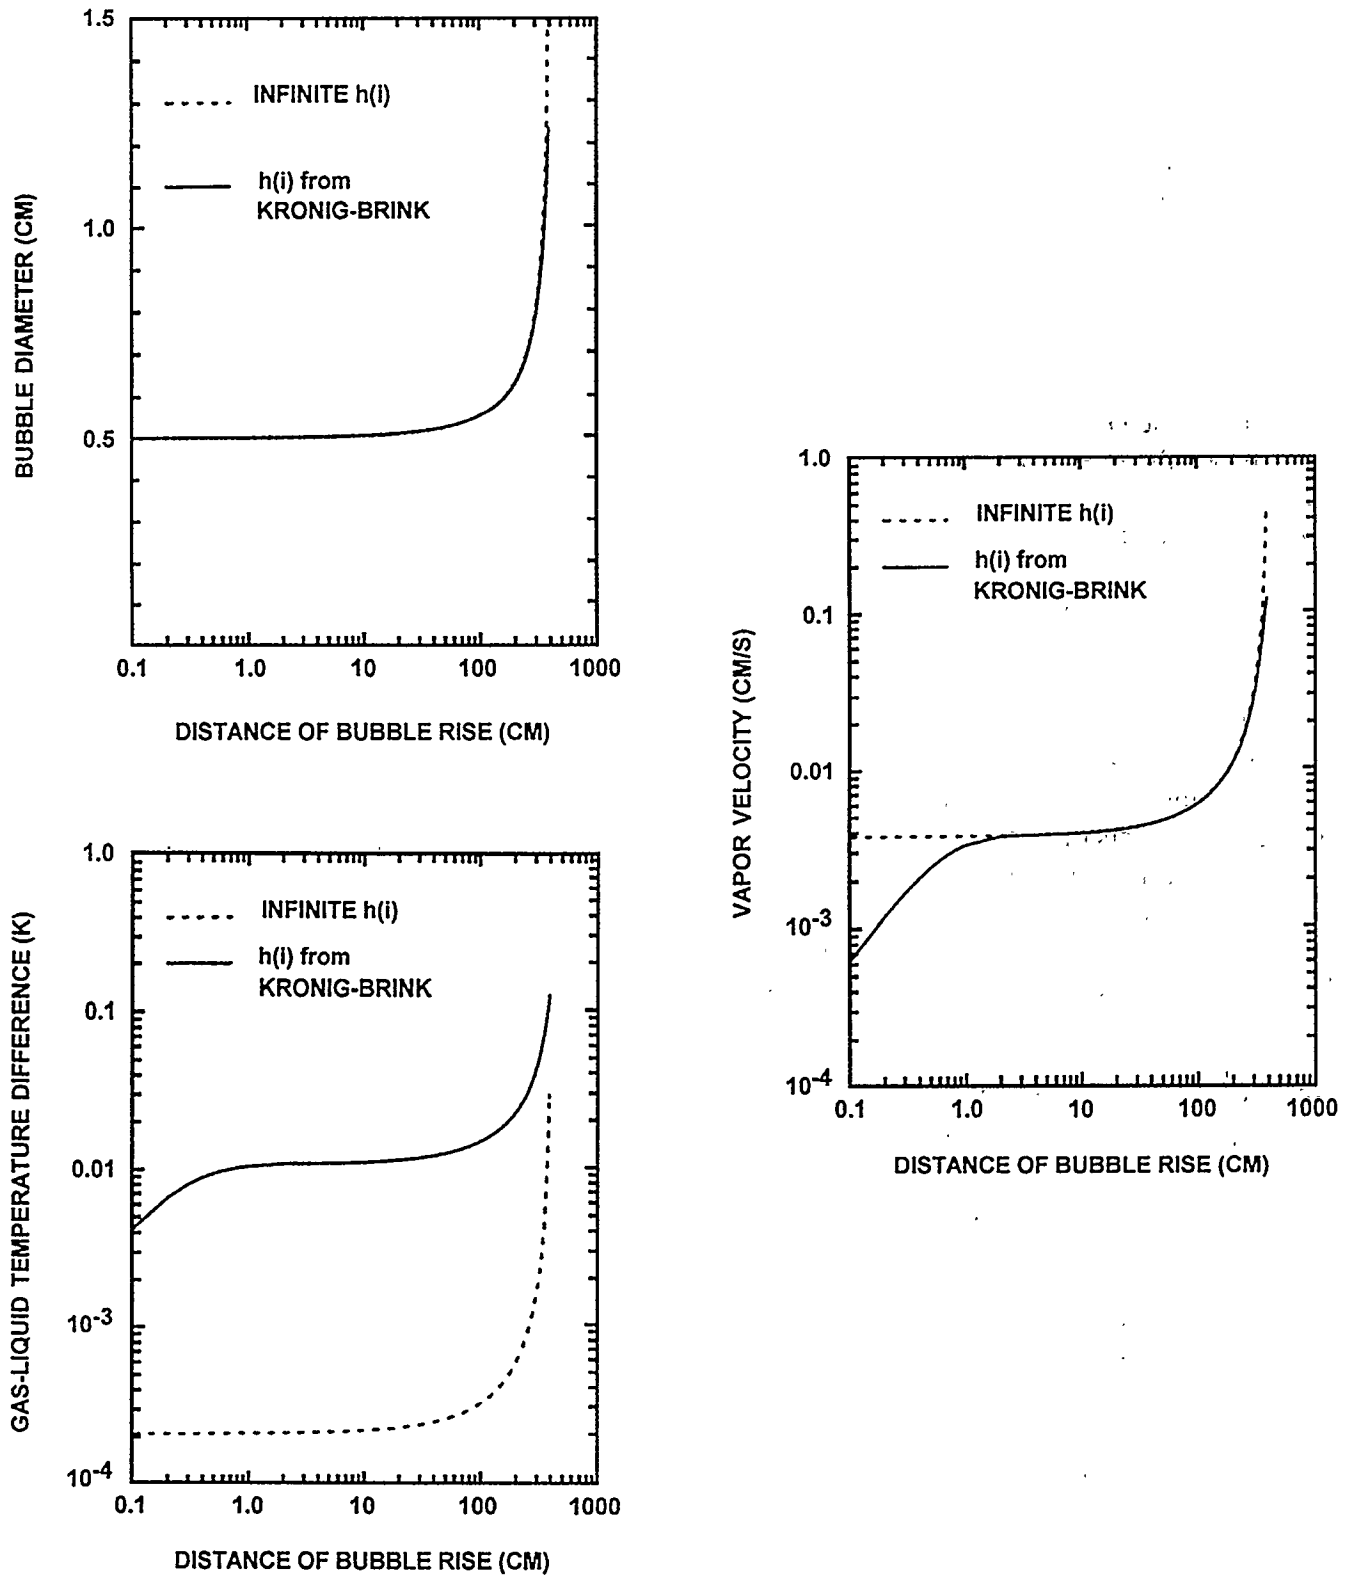 1.5
1.0
0.5
BUBBLE DIAMETER (CM)
INFINITE h(i)
h(i) from
KRONIG-BRINK
0.1 1.0 10 100 1000
DISTANCE OF BUBBLE RISE (CM)
1.0
0.1
0.01
10-3
10-4
GAS-LIQUID TEMPERATURE DIFFERENCE (K)
INFINITE h(i)
h(i) from
KRONIG-BRINK
0.1 1.0 10 100 1000
DISTANCE OF BUBBLE RISE (CM)
1.0
0.1
0.01
10-3
10-4
VAPOR VELOCITY (CM/S)
INFINITE h(i)
h(i) from
KRONIG-BRINK
0.1 1.0 10 100 1000
DISTANCE OF BUBBLE RISE (CM)